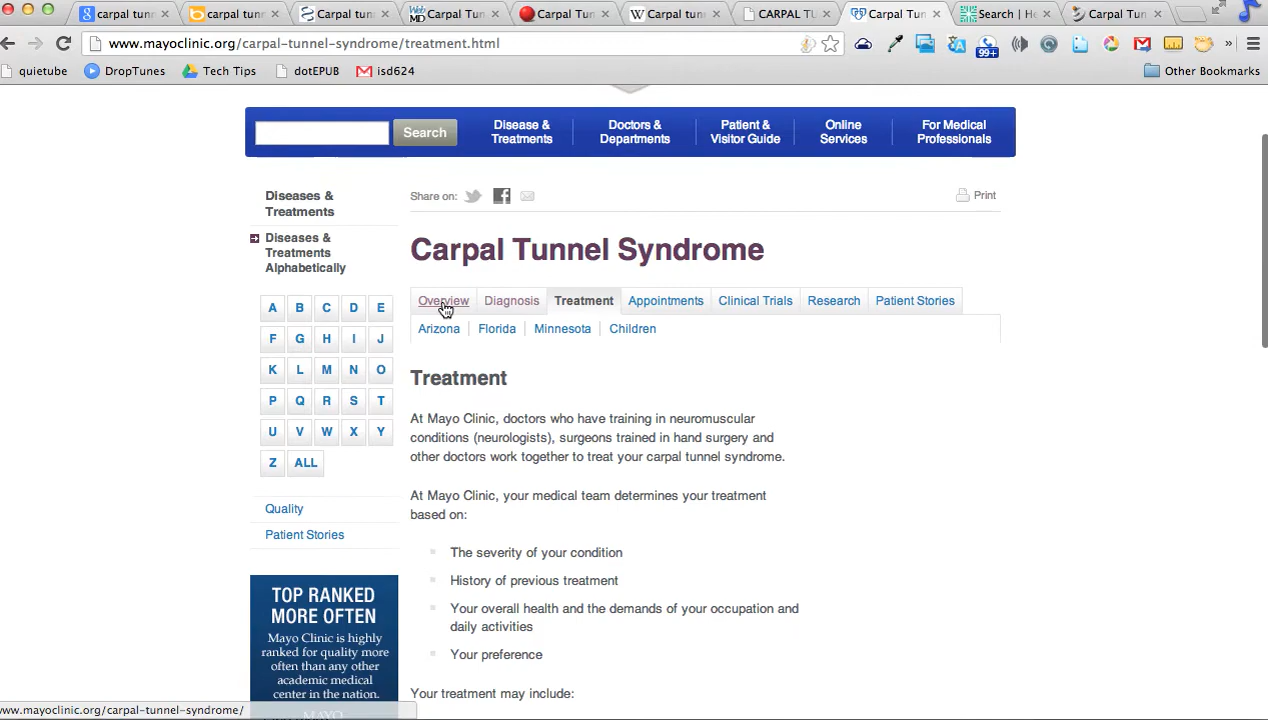 Carpal tunn
carpal tunn
Carpal tunn
Carpal Tun
Carpal Tun
Carpal tunn
CARPAL TU
Carpal Tun
Search | H
Carpal Tun
www.mayoclinic.org/carpal-tunnel-syndrome/treatment.html
99+
»
quietube
DropTunes
Tech Tips
dotEPUB
isd624
Other Bookmarks
Search
Disease &
Treatments
Doctors &
Departments
Patient &
Visitor Guide
Online
Services
For Medical
Professionals
Diseases &
Treatments
Diseases &
Treatments
Alphabetically
A B C D E
F G H I J
K L M N O
P Q R S T
U V W X Y
Z ALL
Quality
Patient Stories
TOP RANKED
MORE OFTEN
Mayo Clinic is highly
ranked for quality more
often than any other
academic medical
center in the nation.
Share on:
Print
Carpal Tunnel Syndrome
Overview Diagnosis Treatment Appointments Clinical Trials Research Patient Stories
Arizona Florida Minnesota Children
Treatment
At Mayo Clinic, doctors who have training in neuromuscular
conditions (neurologists), surgeons trained in hand surgery and
other doctors work together to treat your carpal tunnel syndrome.
At Mayo Clinic, your medical team determines your treatment
based on:
The severity of your condition
History of previous treatment
Your overall health and the demands of your occupation and
daily activities
Your preference
Your treatment may include:
www.mayoclinic.org/carpal-tunnel-syndrome/